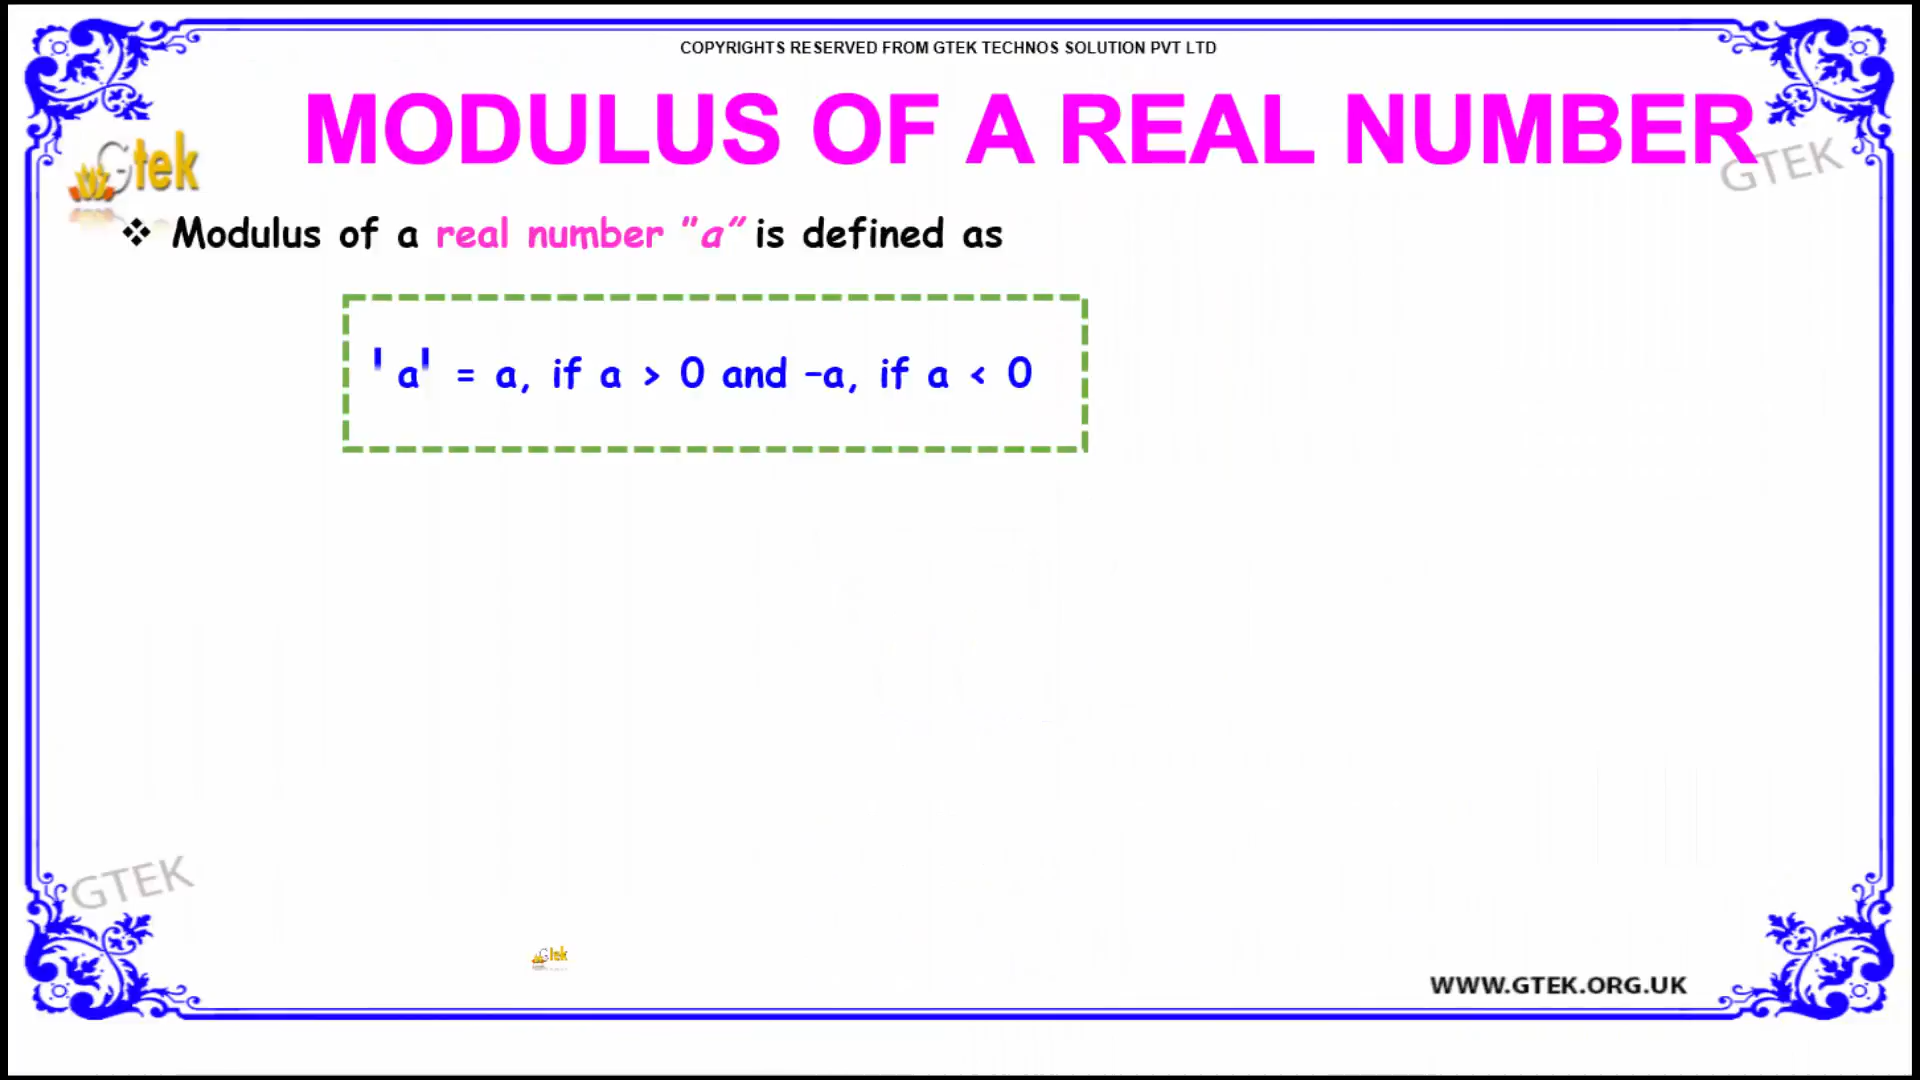 COPYRIGHTS RESERVED FROM GTEK TECHNOS SOLUTION PVT LTD
MODULUS OF A REAL NUMBER
Gtek
GTEK
❖ Modulus of a real number "a" is defined as
' a' = a, if a > 0 and -a, if a < 0
GTEK
Gtek
WWW.GTEK.ORG.UK